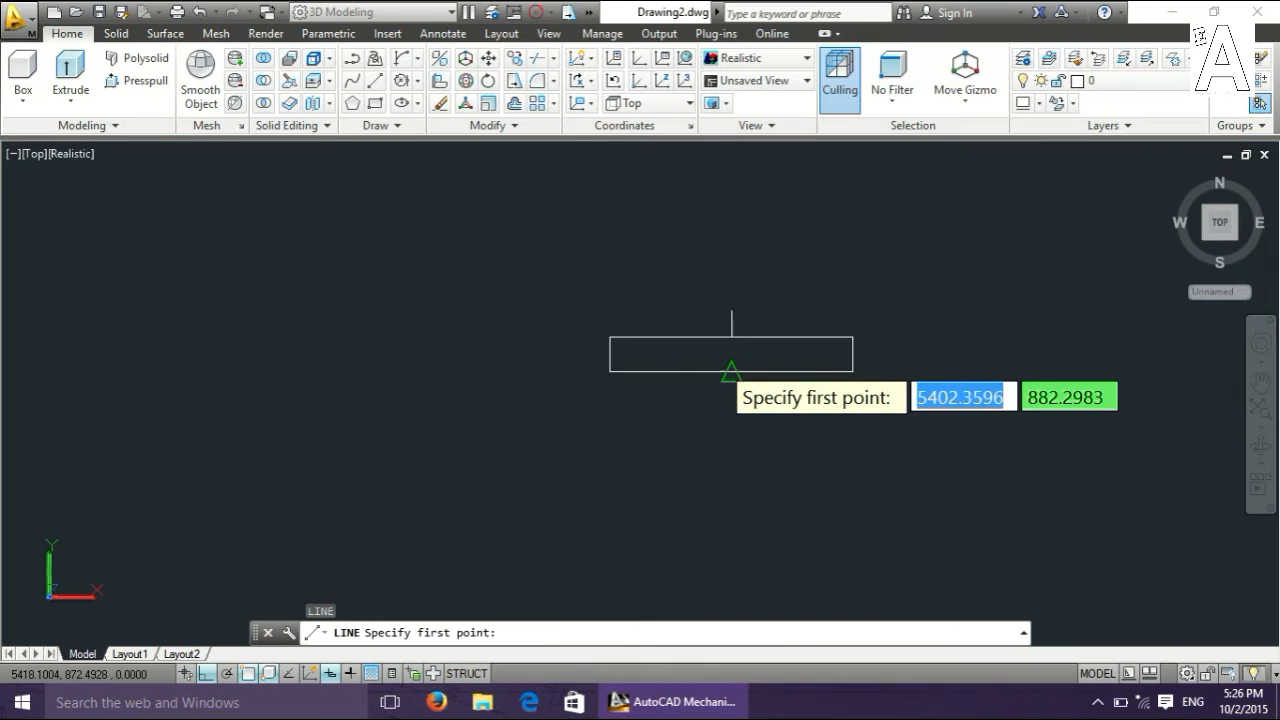 3D Modeling
Drawing2.dwg
Type a keyword or phrase
Sign In
Home Solid Surface Mesh Render Parametric Insert Annotate Layout View Manage Output Plug-ins Online
Polysolid
Presspull
Box
Extrude
Smooth
Object
Realistic
Unsaved View
Top
Culling
No Filter
Move Gizmo
0
Modeling
Mesh
Solid Editing
Draw
Modify
Coordinates
View
Selection
Layers
Groups
A
[−][Top][Realistic]
N
W TOP E
S
Unnamed
Specify first point: 5402.3596 882.2983
Y
X
LINE
LINE Specify first point:
Model Layout1 Layout2
5418.1004, 872.4928 , 0.0000
STRUCT
MODEL
Search the web and Windows
AutoCAD Mechani...
ENG
5:26 PM
10/2/2015